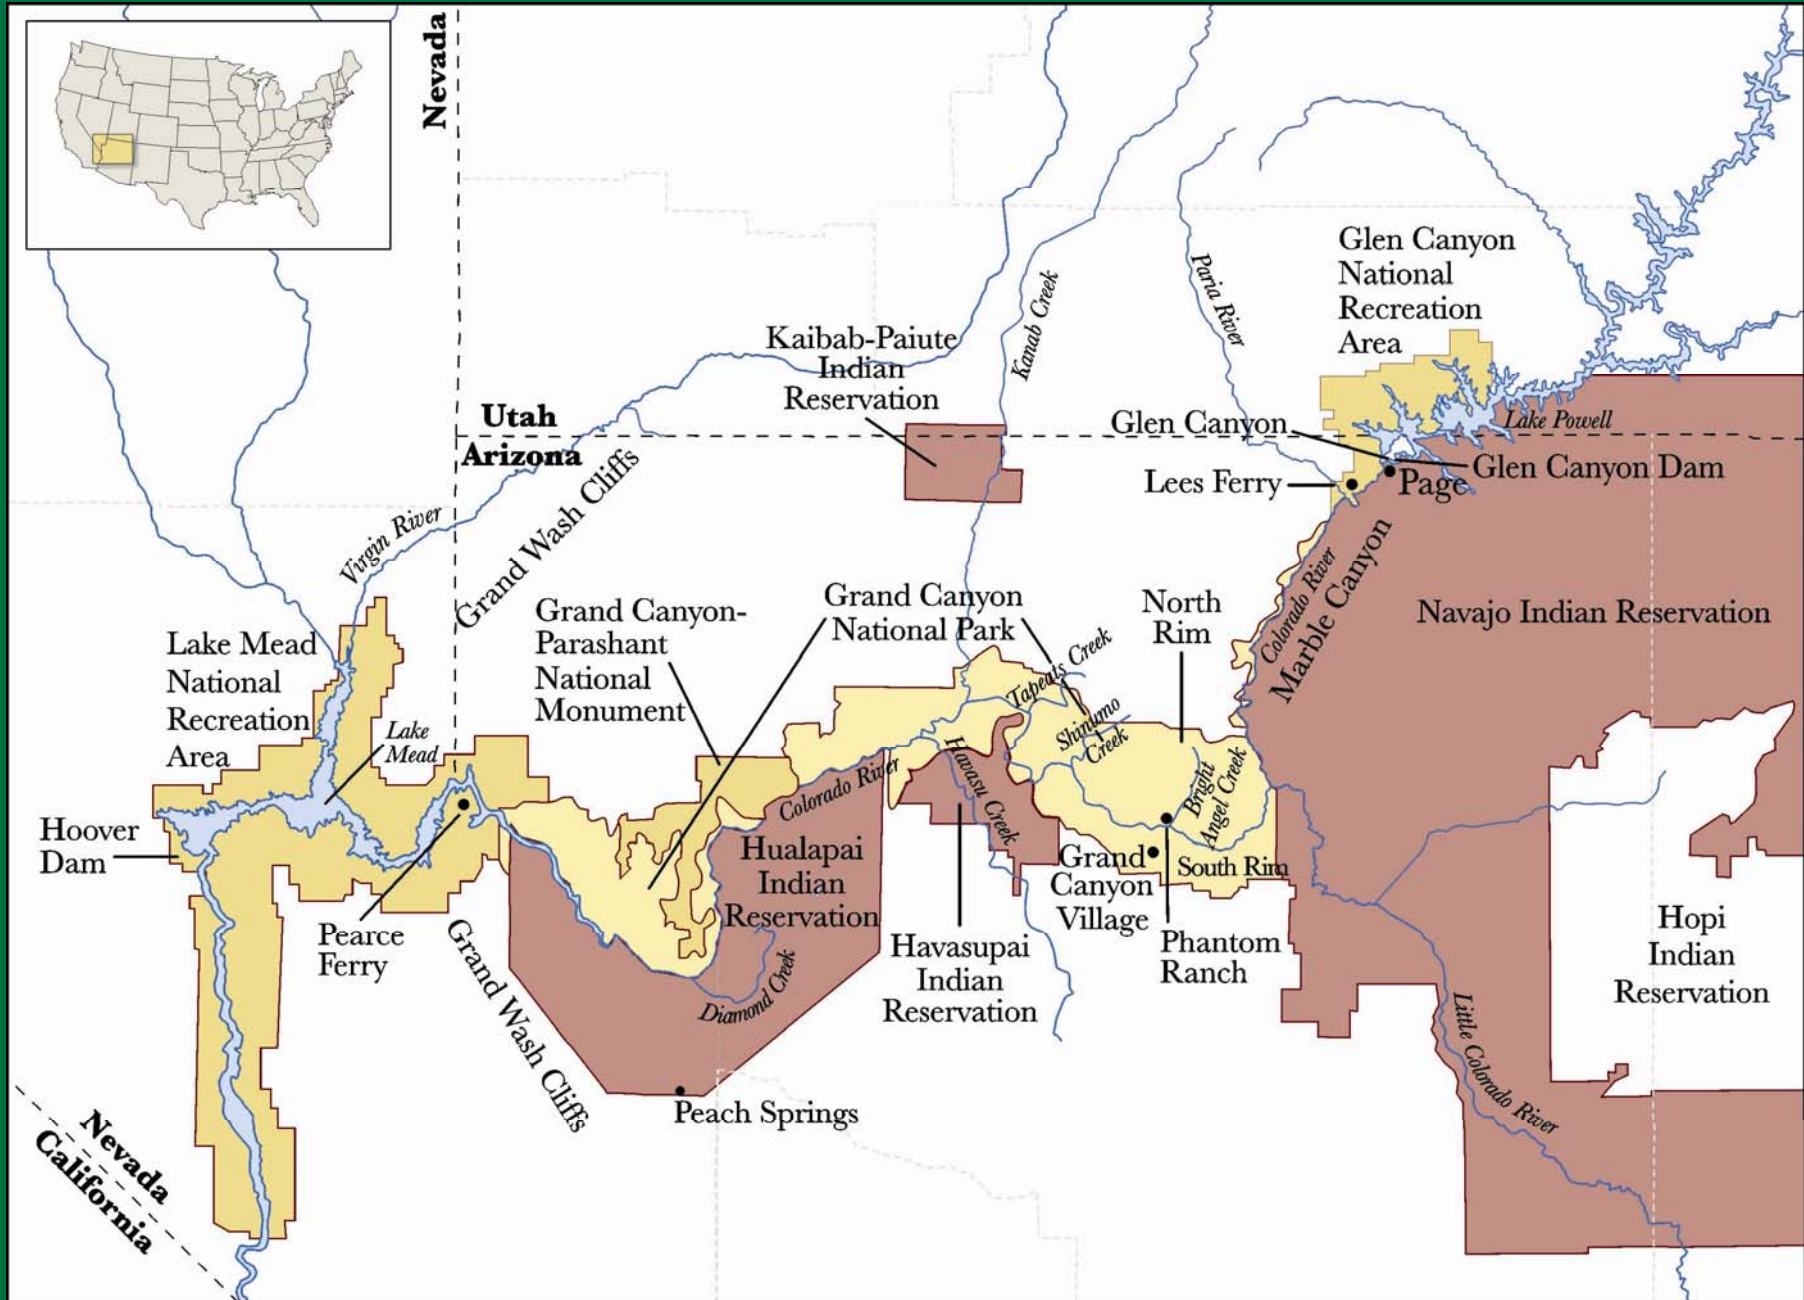 Nevada
Glen Canyon
National
Recreation
Area
Paria River
Kanab Creek
Kaibab-Paiute
Indian
Reservation
Utah
Arizona
Glen Canyon
Lake Powell
Glen Canyon Dam
Lees Ferry
Page
Grand Wash Cliffs
Virgin River
Colorado River
Marble Canyon
Navajo Indian Reservation
Grand Canyon-
Parashant
National
Monument
Grand Canyon
National Park
North
Rim
Lake Mead
National
Recreation
Area
Lake
Mead
Tapeats Creek
Shinumo
Creek
Bright
Angel Creek
Havasu Creek
Colorado River
Hoover
Dam
Hualapai
Indian
Reservation
Grand
Canyon
Village
South Rim
Pearce
Ferry
Grand Wash Cliffs
Havasupai
Indian
Reservation
Phantom
Ranch
Hopi
Indian
Reservation
Diamond Creek
Little Colorado River
Peach Springs
Nevada
California